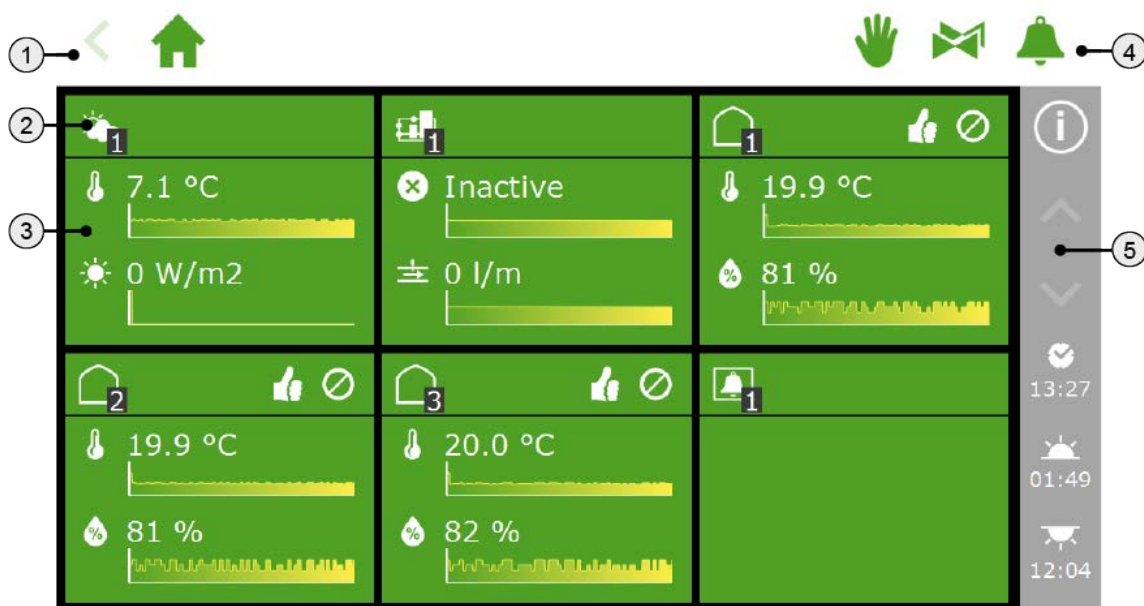 1
4
2
1
1
1
i
7.1 °C
Inactive
19.9 °C
3
5
0 W/m2
0 l/m
% 81 %
2
3
1
13:27
19.9 °C
20.0 °C
01:49
% 81 %
% 82 %
12:04